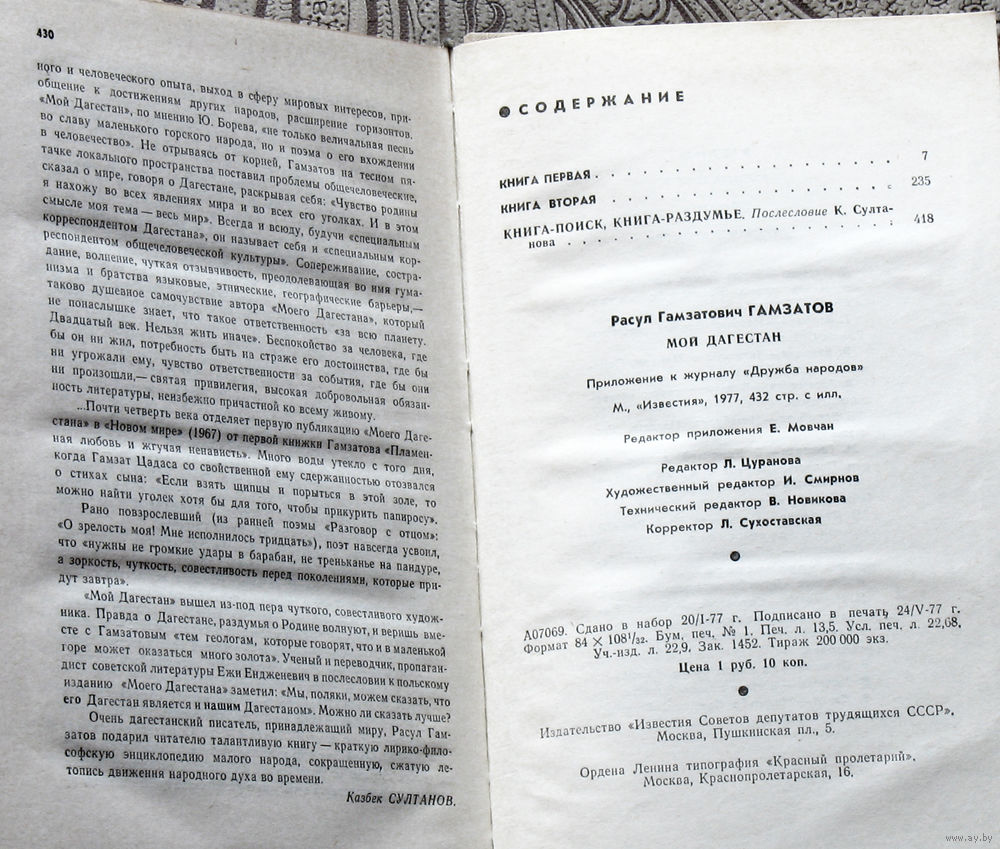 430
ного и человеческого опыта, выход в сферу мировых интересов, при-
общение к достижениям других народов, расширение горизонтов.
«Мой Дагестан», по мнению Ю. Борева, «не только величальная песнь
во славу маленького горского народа, но и поэма о его вхождении
в человечество». Не отрываясь от корней, Гамзатов на тесном пя-
тачке локального пространства поставил проблемы общечеловеческие,
сказал о мире, говоря о Дагестане, раскрывая себя: «Чувство родины
я нахожу во всех явлениях мира и во всех его уголках. И в этом
смысле моя тема — весь мир». Всегда и всюду, будучи «специальным
корреспондентом Дагестана», он называет себя и «специальным кор-
респондентом общечеловеческой культуры». Сопереживание, состра-
дание, волнение, чуткая отзывчивость, преодолевающая во имя гума-
низма и братства языковые, этнические, географические барьеры,—
таково душевное самочувствие автора «Моего Дагестана», который
не понаслышке знает, что такое ответственность «за всю планету.
Двадцатый век. Нельзя жить иначе». Беспокойство за человека, где
бы он ни жил, потребность быть на страже его достоинства, где бы
ни угрожали ему, чувство ответственности за события, где бы они
ни произошли,— святая привилегия, высокая добровольная обязан-
ность литературы, неизбежно причастной ко всему живому.
...Почти четверть века отделяет первую публикацию «Моего Даге-
стана» в «Новом мире» (1967) от первой книжки Гамзатова «Пламен-
ная любовь и жгучая ненависть». Много воды утекло с того дня,
когда Гамзат Цадаса со свойственной ему сдержанностью отозвался
о стихах сына: «Если взять щипцы и порыться в этой золе, то
можно найти уголек хотя бы для того, чтобы прикурить папиросу».
Рано повзрослевший (из ранней поэмы «Разговор с отцом»:
«О зрелость моя! Мне исполнилось тридцать»), поэт навсегда усвоил,
что «нужны не громкие удары в барабан, не треньканье на пандуре,
а зоркость, чуткость, совестливость перед поколениями, которые при-
дут завтра».
«Мой Дагестан» вышел из-под пера чуткого, совестливого худож-
ника. Правда о Дагестане, раздумья о Родине волнуют, и веришь вме-
сте с Гамзатовым «тем геологам, которые говорят, что и в маленькой
горе может оказаться много золота». Ученый и переводчик, пропаган-
дист советской литературы Ежи Ендженевич в послесловии к польскому
изданию «Моего Дагестана» заметил: «Мы, поляки, можем сказать, что
его Дагестан является и нашим Дагестаном». Можно ли сказать лучше?
Очень дагестанский писатель, принадлежащий миру, Расул Гам-
затов подарил читателю талантливую книгу — краткую лирико-фило-
софскую энциклопедию малого народа, сокращенную, сжатую ле-
топись движения народного духа во времени.
Казбек СУЛТАНОВ.
СОДЕРЖАНИЕ
КНИГА ПЕРВАЯ . . . . . . . . . . . . . . . . 7
КНИГА ВТОРАЯ . . . . . . . . . . . . . . . . 235
КНИГА-ПОИСК, КНИГА-РАЗДУМЬЕ. Послесловие К. Султа-
нова . . . . . . . . . . . . . . . . . . 418
Расул Гамзатович ГАМЗАТОВ
МОЙ ДАГЕСТАН
Приложение к журналу «Дружба народов»
М., «Известия», 1977, 432 стр. с илл.
Редактор приложения Е. Мовчан
Редактор Л. Цуранова
Художественный редактор И. Смирнов
Технический редактор В. Новикова
Корректор Л. Сухоставская
А07069. Сдано в набор 20/I-77 г. Подписано в печать 24/V-77 г.
Формат 84 × 108¹/₃₂. Бум. печ. № 1. Печ. л. 13,5. Усл. печ. л. 22,68.
Уч.-изд. л. 22,9. Зак. 1452. Тираж 200 000 экз.
Цена 1 руб. 10 коп.
Издательство «Известия Советов депутатов трудящихся СССР».
Москва, Пушкинская пл., 5.
Ордена Ленина типография «Красный пролетарий».
Москва, Краснопролетарская, 16.
www.ay.by